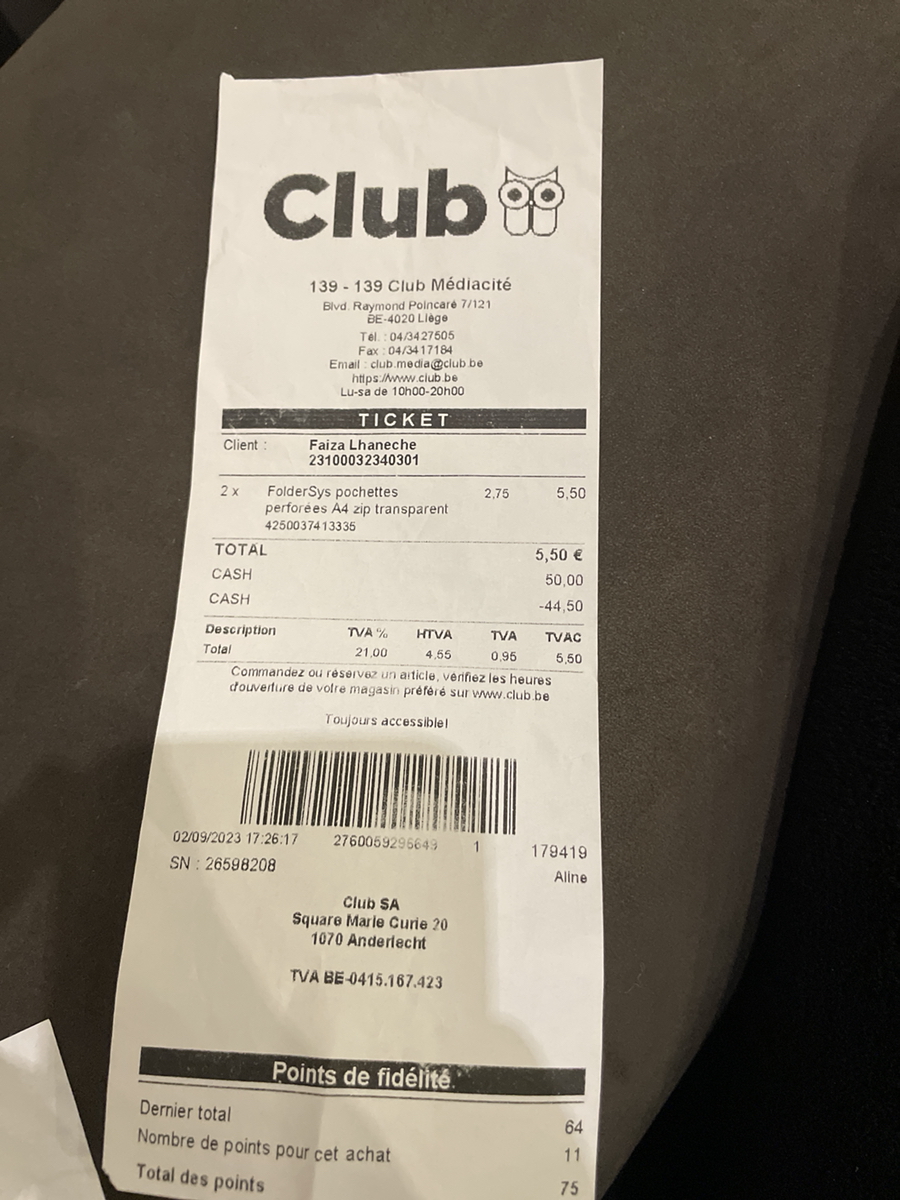 Club
139 - 139 Club Médiacité
Blvd. Raymond Poincaré 7/121
BE-4020 Liège
Tél. : 04/3427505
Fax : 04/3417184
Email : club.media@club.be
https://www.club.be
Lu-sa de 10h00-20h00
TICKET
Client : Faiza Lhaneche
23100032340301
2 x FolderSys pochettes 2,75 5,50
perforées A4 zip transparent
4250037413335
TOTAL 5,50 €
CASH 50,00
CASH -44,50
Description TVA % HTVA TVA TVAC
Total 21,00 4,55 0,95 5,50
Commandez ou réservez un article, vérifiez les heures
d'ouverture de votre magasin préféré sur www.club.be
Toujours accessible!
02/09/2023 17:26:17 2760059296649 1 179419
SN : 26598208 Aline
Club SA
Square Marie Curie 20
1070 Anderlecht
TVA BE-0415.167.423
Points de fidélité
Dernier total 64
Nombre de points pour cet achat 11
Total des points 75